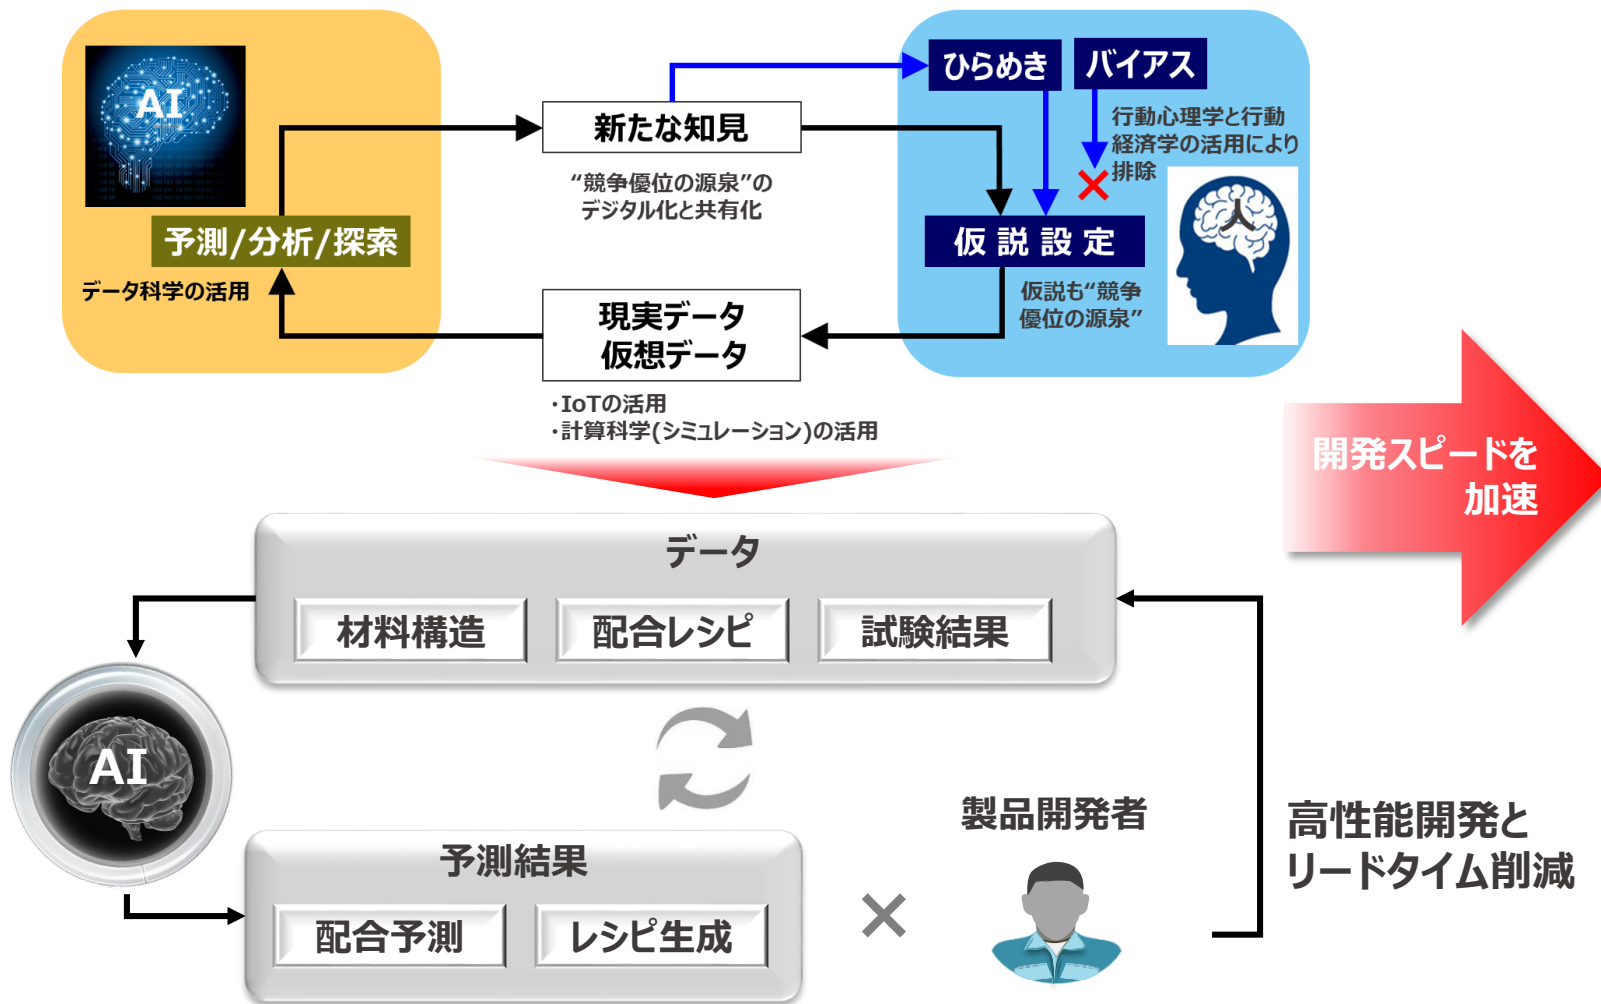 AI
予測/分析/探索
データ科学の活用
新たな知見
“競争優位の源泉”の
デジタル化と共有化
現実データ
仮想データ
・IoTの活用
・計算科学(シミュレーション)の活用
ひらめき
バイアス
行動心理学と行動
経済学の活用により
排除
人
仮説設定
仮説も“競争
優位の源泉”
開発スピードを
加速
データ
材料構造
配合レシピ
試験結果
AI
予測結果
配合予測
レシピ生成
製品開発者
高性能開発と
リードタイム削減